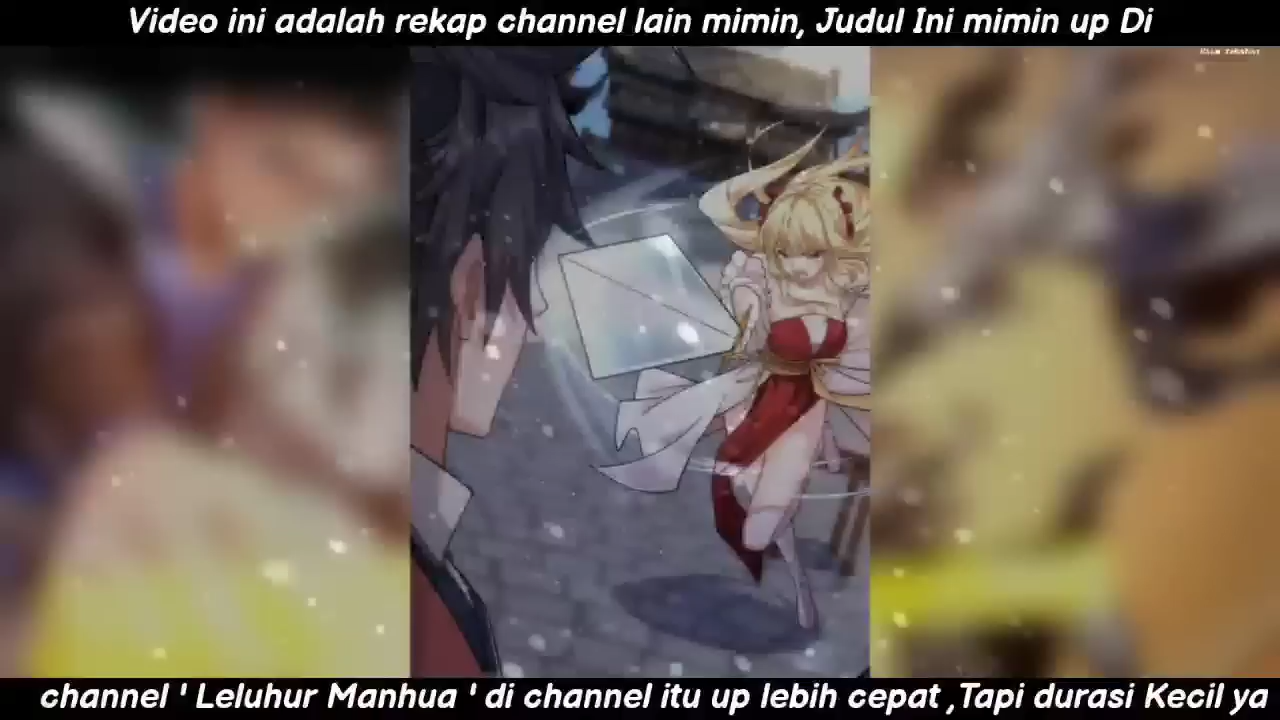 Video ini adalah rekap channel lain mimin, Judul Ini mimin up Di
channel ' Leluhur Manhua ' di channel itu up lebih cepat ,Tapi durasi Kecil ya